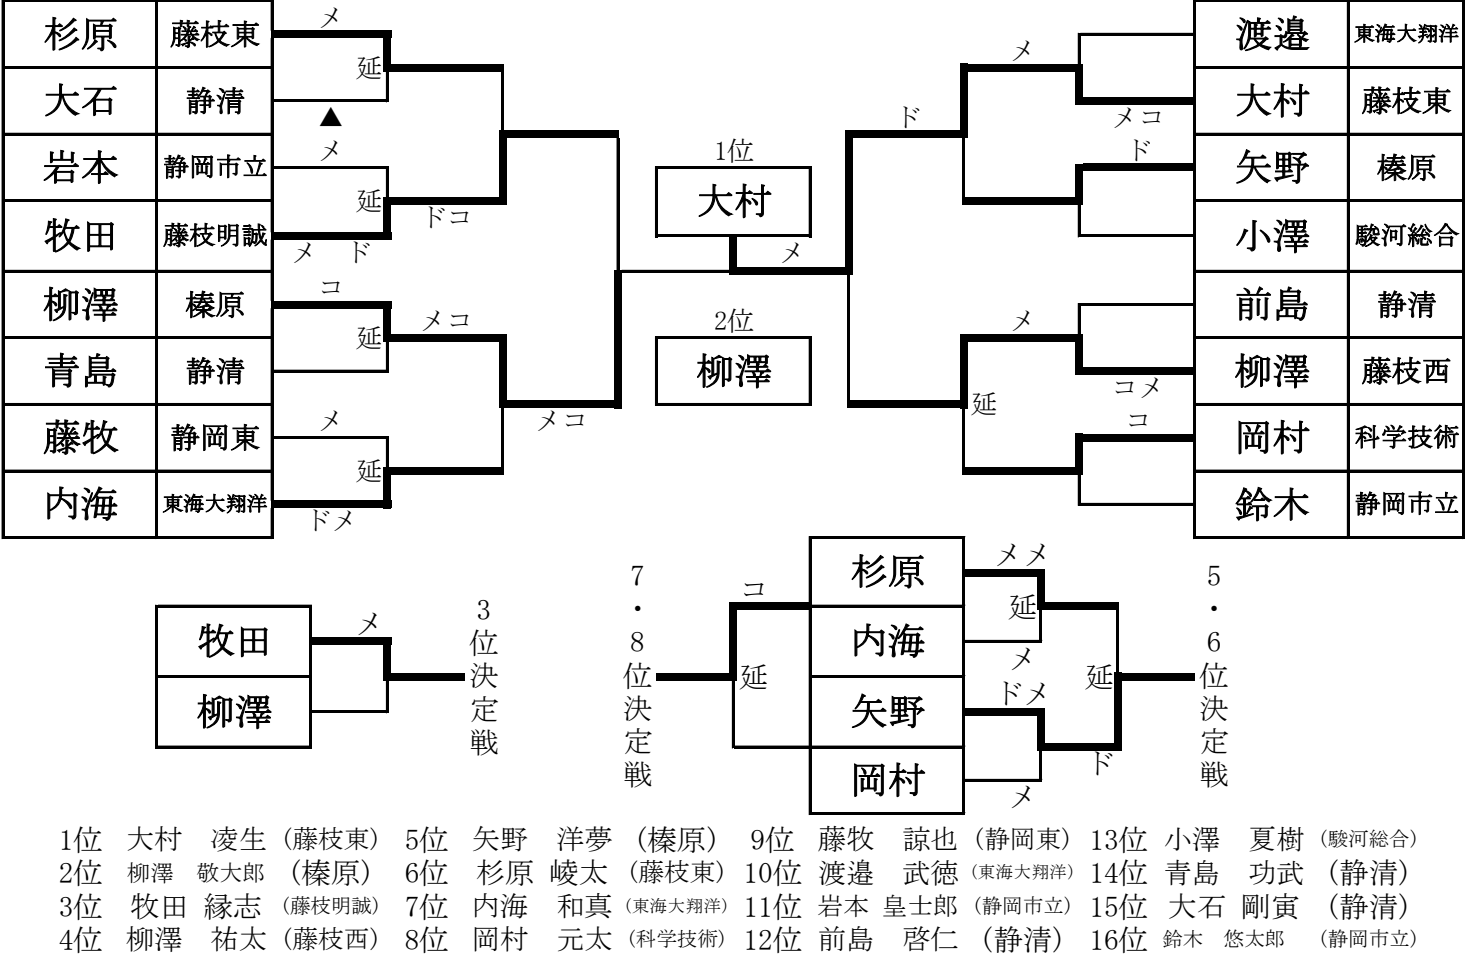 杉原 藤枝東
大石 静清
岩本 静岡市立
牧田 藤枝明誠
柳澤 榛原
青島 静清
藤牧 静岡東
内海 東海大翔洋
メ
延
▲
メ
延
メ ド
ドコ
コ
延
メコ
メ
延
ドメ
メコ
1位
大村
メ
2位
柳澤
ド
メ
メコ
ド
メ
コメ
延
コ
渡邉 東海大翔洋
大村 藤枝東
矢野 榛原
小澤 駿河総合
前島 静清
柳澤 藤枝西
岡村 科学技術
鈴木 静岡市立
牧田
柳澤
メ
3位決定戦
7・8位決定戦
コ
延
杉原
内海
矢野
岡村
メメ
延
メ
ドメ
メ
延
ド
5・6位決定戦
1位 大村 凌生 (藤枝東) 5位 矢野 洋夢 (榛原) 9位 藤牧 諒也 (静岡東) 13位 小澤 夏樹 (駿河総合)
2位 柳澤 敬大郎 (榛原) 6位 杉原 崚太 (藤枝東) 10位 渡邉 武徳 (東海大翔洋) 14位 青島 功武 (静清)
3位 牧田 縁志 (藤枝明誠) 7位 内海 和真 (東海大翔洋) 11位 岩本 皇士郎 (静岡市立) 15位 大石 剛寅 (静清)
4位 柳澤 祐太 (藤枝西) 8位 岡村 元太 (科学技術) 12位 前島 啓仁 (静清) 16位 鈴木 悠太郎 (静岡市立)